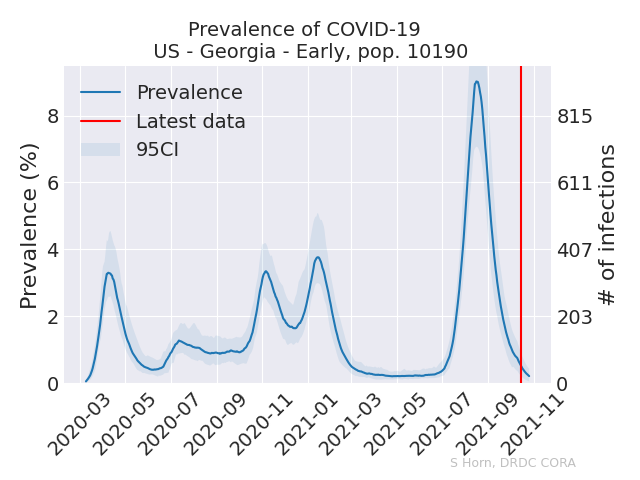 Prevalence of COVID-19
US - Georgia - Early, pop. 10190
Prevalence
Latest data
95CI
Prevalence (%)
8
6
4
2
0
815
611
407
203
0
# of infections
2020-03
2020-05
2020-07
2020-09
2020-11
2021-01
2021-03
2021-05
2021-07
2021-09
2021-11
S Horn, DRDC CORA